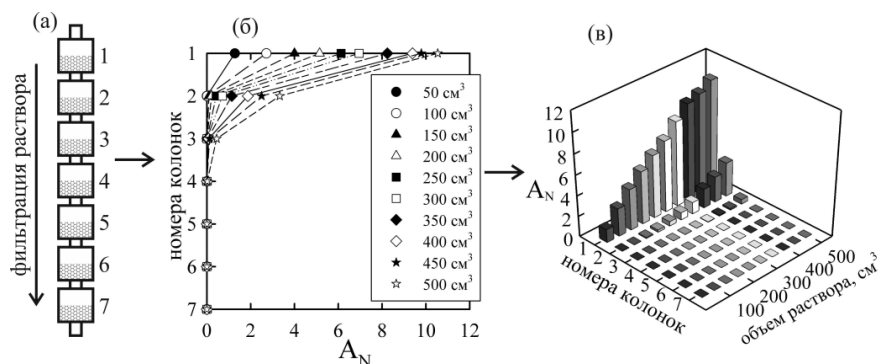 (а)
фильтрация раствора
1
2
3
4
5
6
7
(б)
номера колонок
1
2
3
4
5
6
7
0 2 4 6 8 10 12
A_N
50 см³
100 см³
150 см³
200 см³
250 см³
300 см³
350 см³
400 см³
450 см³
500 см³
(в)
12
10
8
6
4
2
0
A_N
1 2 3 4 5 6 7
номера колонок
100 200 300 400 500
объем раствора, см³